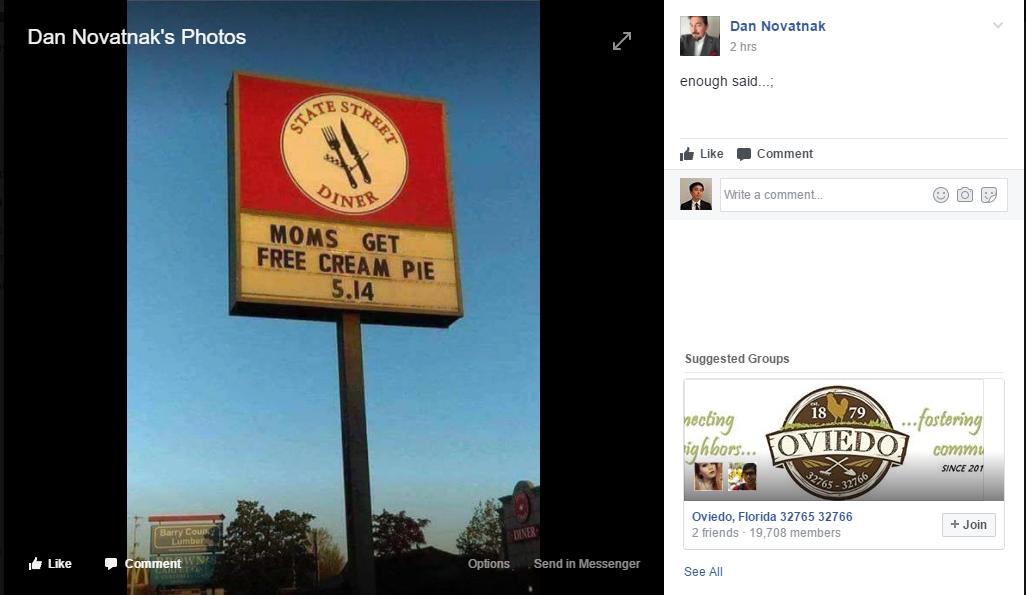 Dan Novatnak's Photos
STATE STREET
DINER
MOMS GET
FREE CREAM PIE
5.14
Barry County
Lumber
BROWN'S
DINER
Like
Comment
Options
Send in Messenger
Dan Novatnak
2 hrs
enough said...;
Like
Comment
Write a comment...
Suggested Groups
necting
ighbors...
est.
18 79
OVIEDO
32765 - 32766
...fostering
commu
SINCE 201
Oviedo, Florida 32765 32766
2 friends · 19,708 members
+ Join
See All